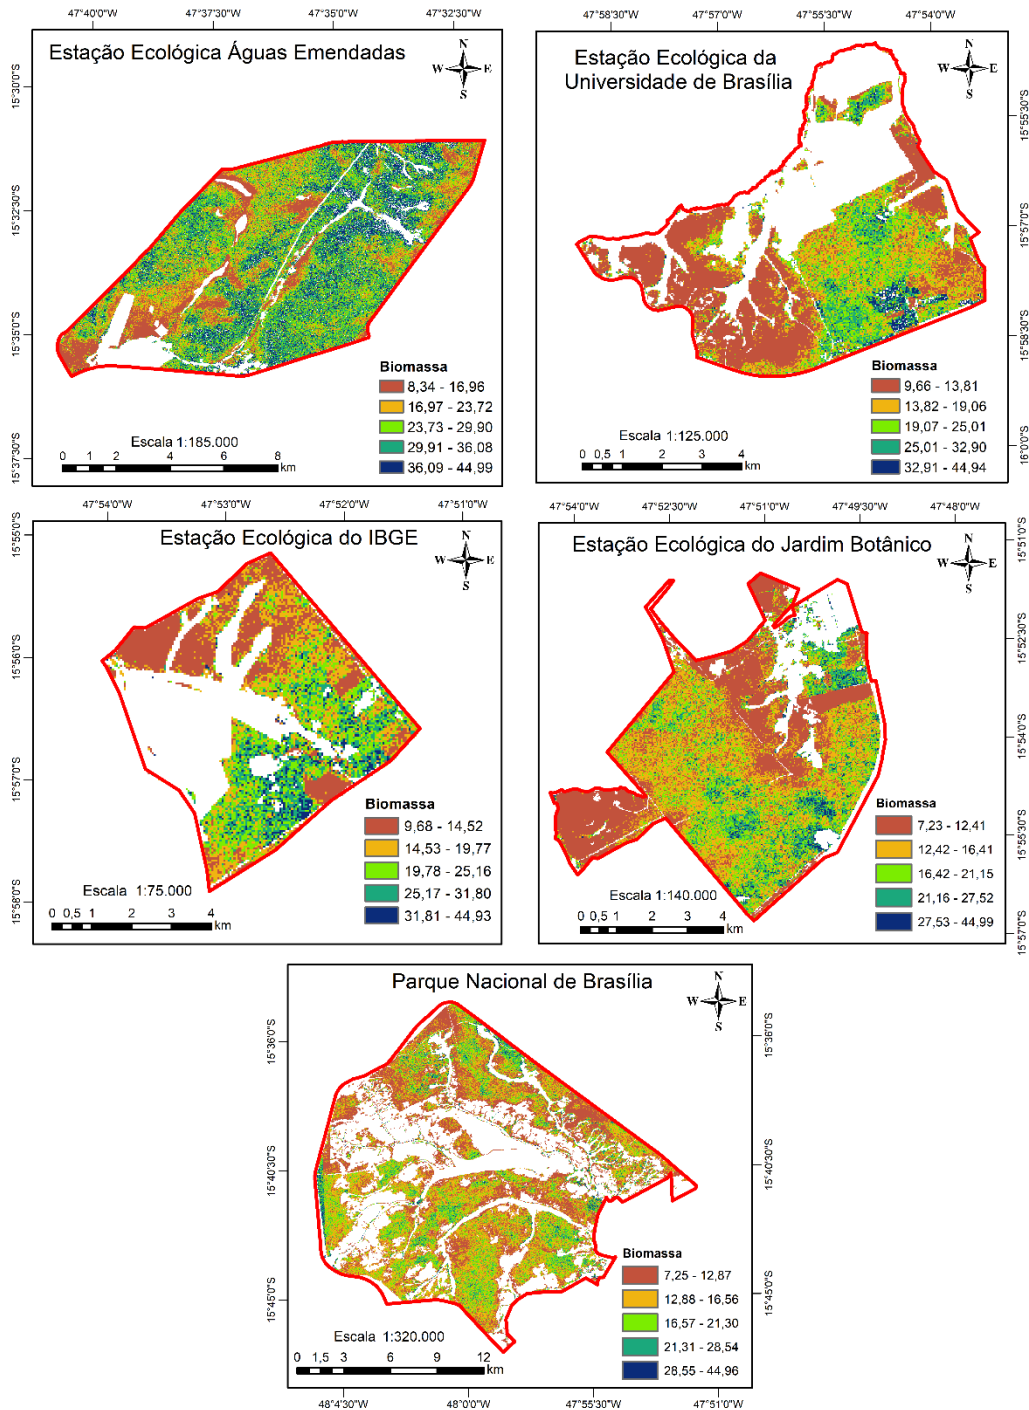 47°40'0"W 47°37'30"W 47°35'0"W 47°32'30"W
Estação Ecológica Águas Emendadas
N
W E
S
15°30'0"S
15°32'30"S
15°35'0"S
15°37'30"S
Biomassa
8,34 - 16,96
16,97 - 23,72
23,73 - 29,90
29,91 - 36,08
36,09 - 44,99
Escala 1:185.000
0 1 2 4 6 8
km
47°58'30"W 47°57'0"W 47°55'30"W 47°54'0"W
Estação Ecológica da
Universidade de Brasília
N
W E
S
15°55'30"S
15°57'0"S
15°58'30"S
16°0'0"S
Biomassa
9,66 - 13,81
13,82 - 19,06
19,07 - 25,01
25,01 - 32,90
32,91 - 44,94
Escala 1:125.000
0 0,5 1 2 3 4
km
47°54'0"W 47°53'0"W 47°52'0"W 47°51'0"W
Estação Ecológica do IBGE
N
W E
S
15°55'0"S
15°56'0"S
15°57'0"S
15°58'0"S
Biomassa
9,68 - 14,52
14,53 - 19,77
19,78 - 25,16
25,17 - 31,80
31,81 - 44,93
Escala 1:75.000
0 0,5 1 2 3 4
km
47°54'0"W 47°52'30"W 47°51'0"W 47°49'30"W 47°48'0"W
Estação Ecológica do Jardim Botânico
N
W E
S
15°51'0"S
15°52'30"S
15°54'0"S
15°55'30"S
15°57'0"S
Biomassa
7,23 - 12,41
12,42 - 16,41
16,42 - 21,15
21,16 - 27,52
27,53 - 44,99
Escala 1:140.000
0 0,5 1 2 3 4
km
Parque Nacional de Brasília
N
W E
S
15°36'0"S
15°40'30"S
15°45'0"S
15°36'0"S
15°40'30"S
15°45'0"S
Biomassa
7,25 - 12,87
12,88 - 16,56
16,57 - 21,30
21,31 - 28,54
28,55 - 44,96
Escala 1:320.000
0 1,5 3 6 9 12
km
48°4'30"W 48°0'0"W 47°55'30"W 47°51'0"W